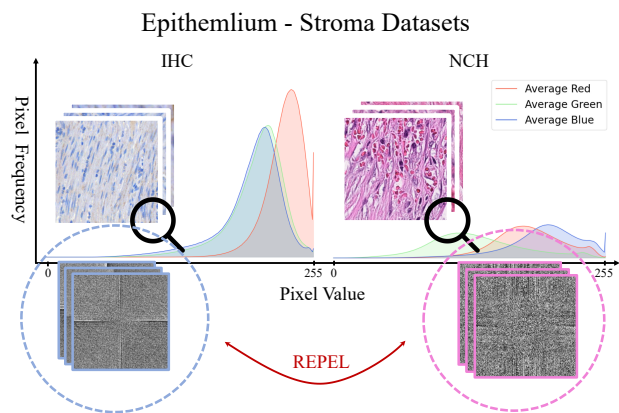 Epithemlium - Stroma Datasets
IHC
NCH
Average Red
Average Green
Average Blue
Pixel Frequency
0
255
0
255
Pixel Value
REPEL